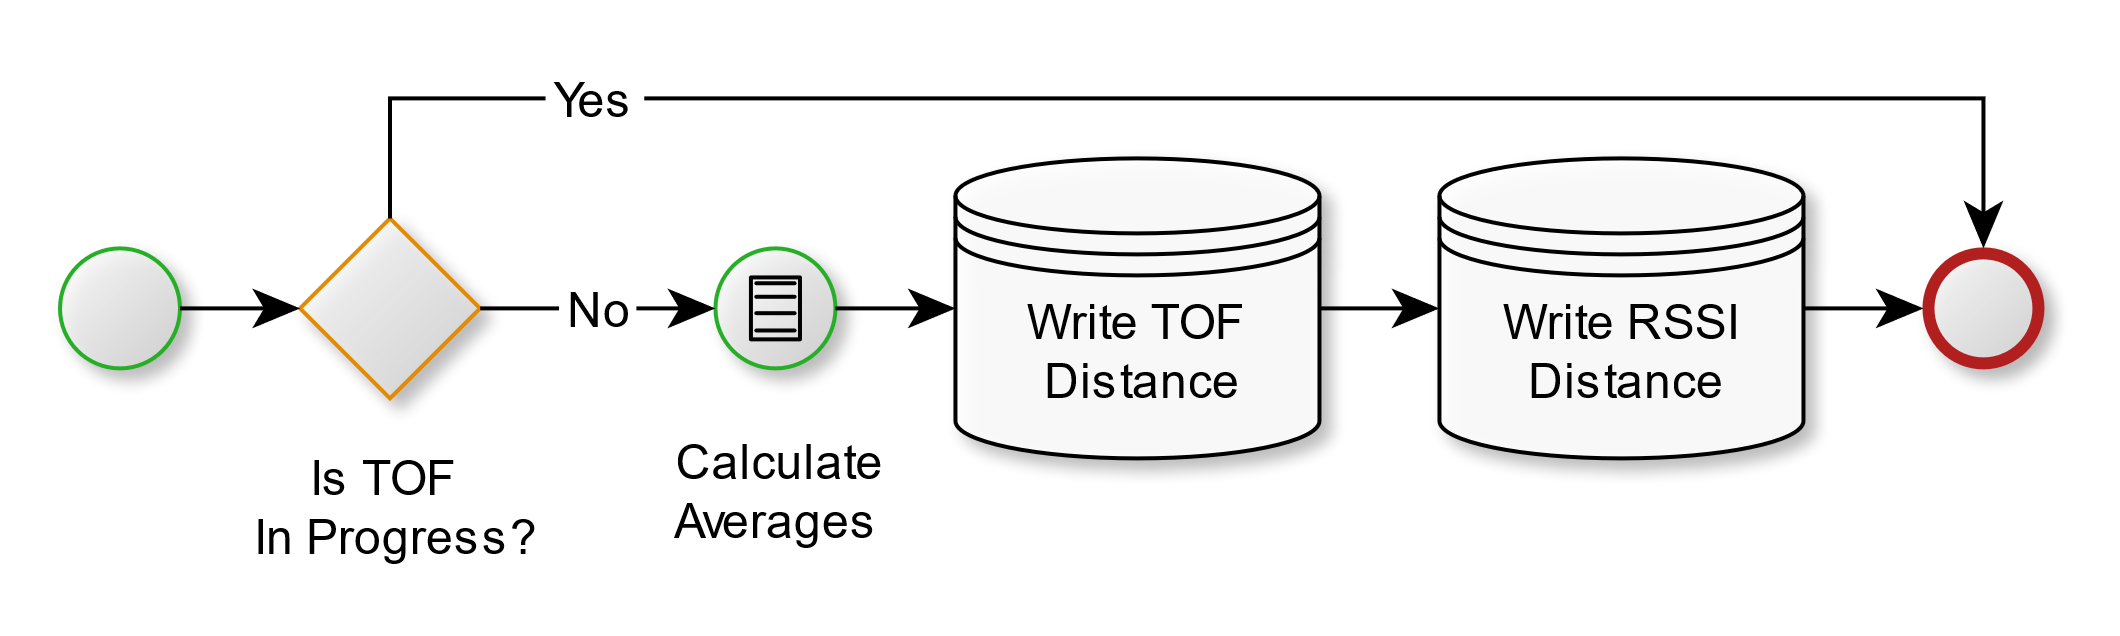 Yes
No
Is TOF
In Progress?
Calculate
Averages
Write TOF
Distance
Write RSSI
Distance